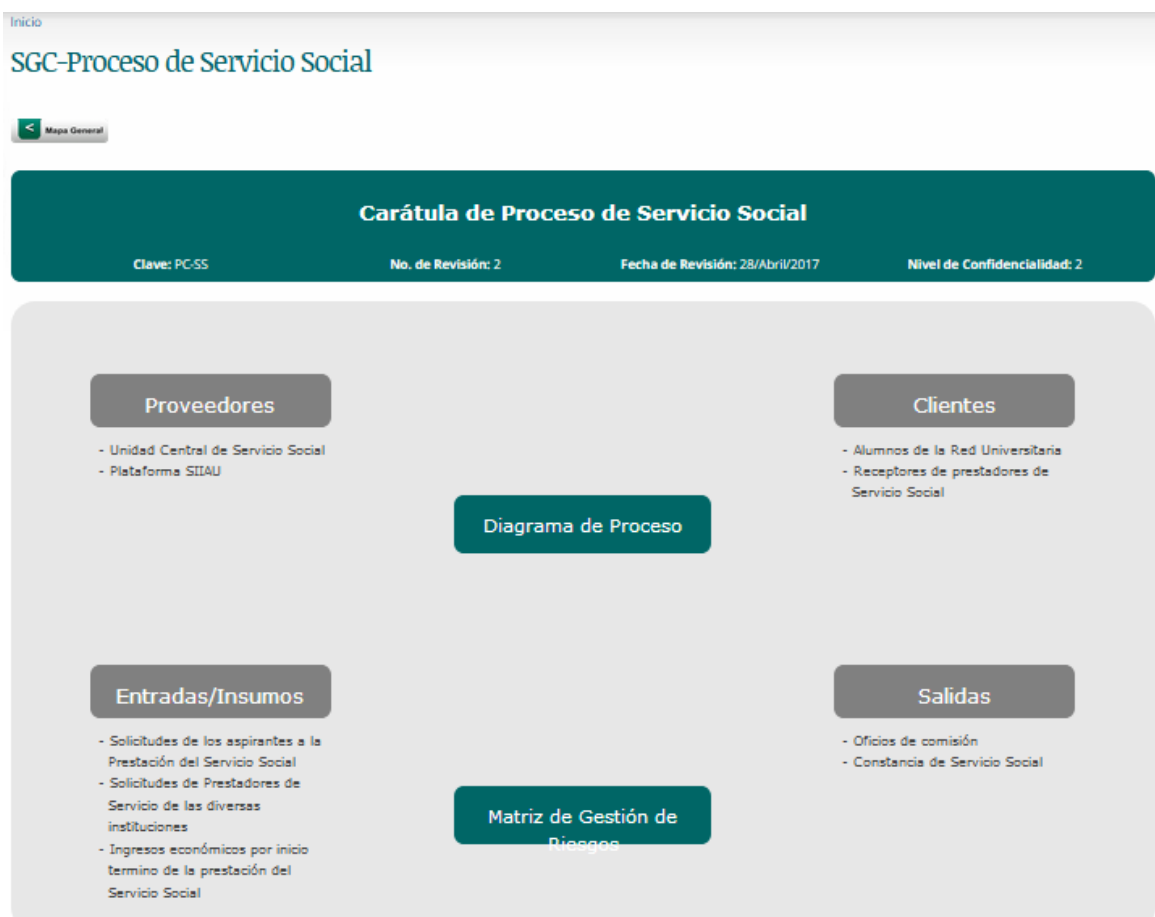 Inicio
SGC-Proceso de Servicio Social
< Mapa General
Carátula de Proceso de Servicio Social
Clave: PC-SS No. de Revisión: 2 Fecha de Revisión: 28/Abril/2017 Nivel de Confidencialidad: 2
Proveedores
- Unidad Central de Servicio Social
- Plataforma SIIAU
Clientes
- Alumnos de la Red Universitaria
- Receptores de prestadores de
Servicio Social
Diagrama de Proceso
Entradas/Insumos
- Solicitudes de los aspirantes a la
Prestación del Servicio Social
- Solicitudes de Prestadores de
Servicio de las diversas
instituciones
- Ingresos económicos por inicio
termino de la prestación del
Servicio Social
Salidas
- Oficios de comisión
- Constancia de Servicio Social
Matriz de Gestión de
Riesgos